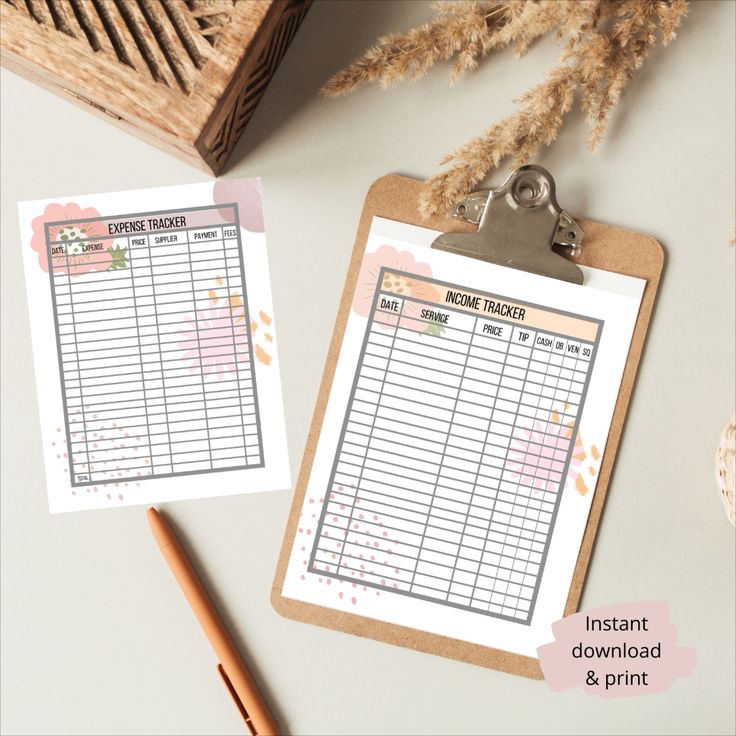 EXPENSE TRACKER
DATE EXPENSE PRICE SUPPLIER PAYMENT FEES
TOTAL
INCOME TRACKER
DATE SERVICE PRICE TIP CASH DB VEN SQ
Instant
download
& print